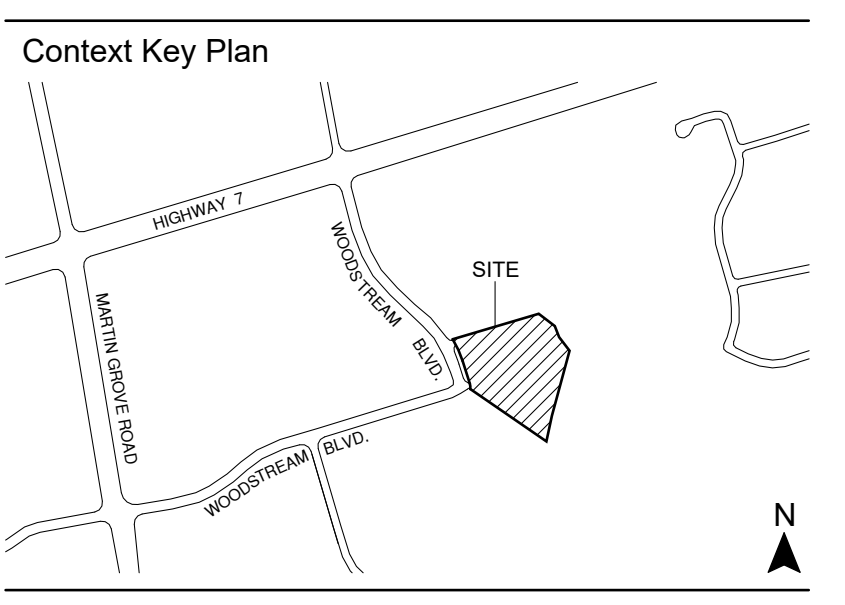 Context Key Plan
HIGHWAY 7
WOODSTREAM
BLVD.
SITE
MARTIN GROVE ROAD
WOODSTREAM
BLVD.
N